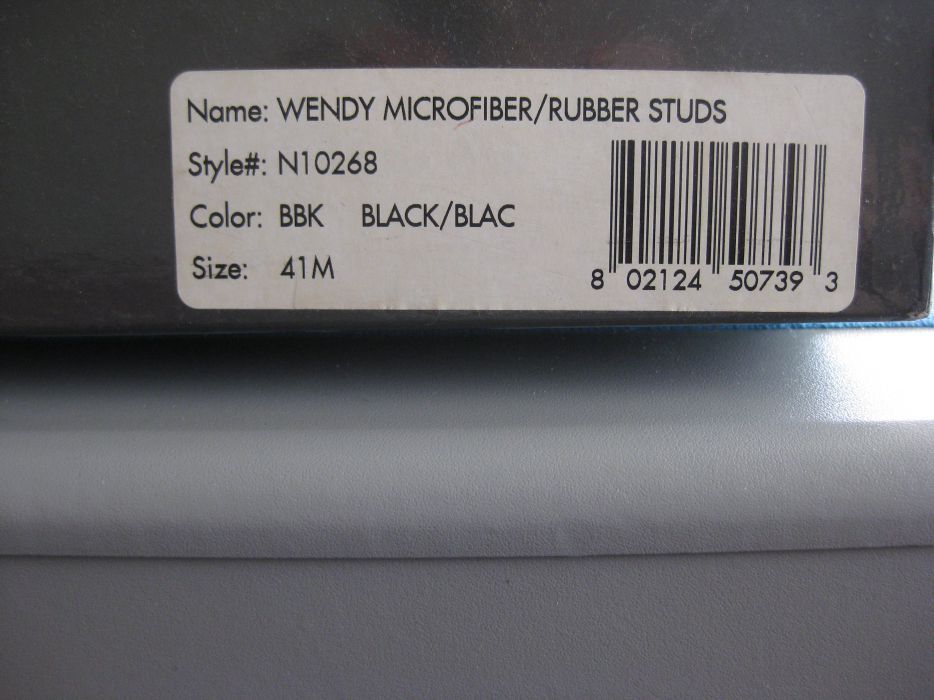 Name: WENDY MICROFIBER/RUBBER STUDS
Style#: N10268
Color: BBK BLACK/BLAC
Size: 41M
8 02124 50739 3